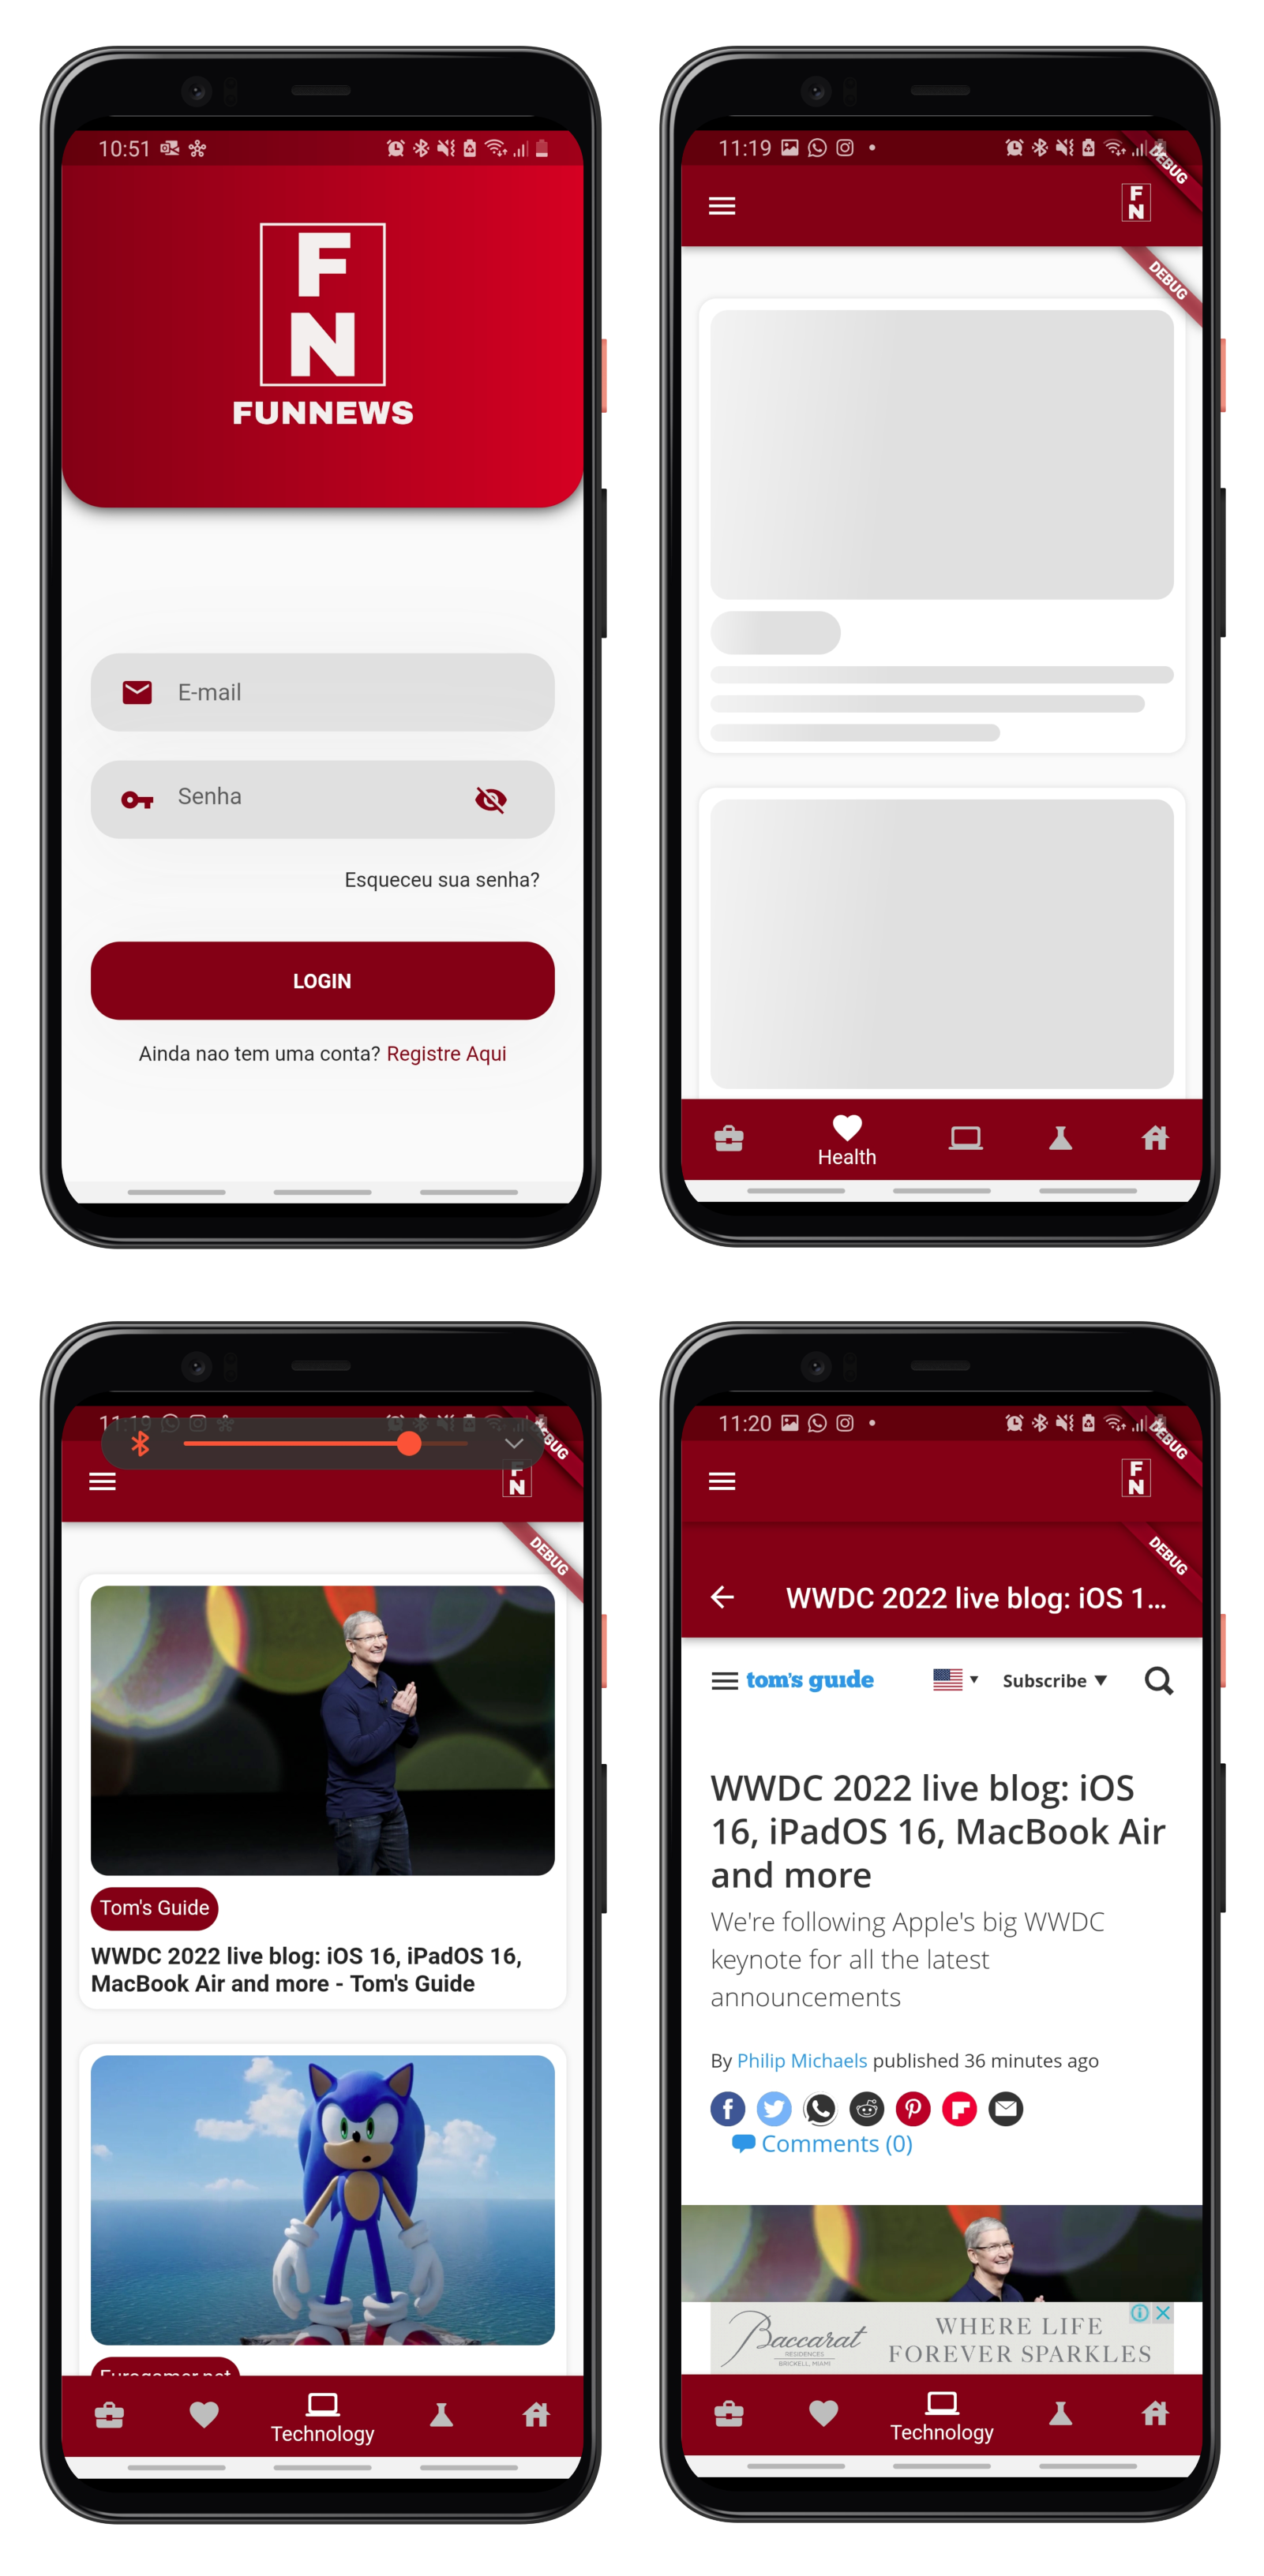 10:51
F
N
FUNNEWS
E-mail
Senha
Esqueceu sua senha?
LOGIN
Ainda nao tem uma conta? Registre Aqui
11:19
DEBUG
F
N
DEBUG
Health
11:19
DEBUG
F
N
DEBUG
Tom's Guide
WWDC 2022 live blog: iOS 16, iPadOS 16,
MacBook Air and more - Tom's Guide
Eurogamer.net
Technology
11:20
DEBUG
F
N
DEBUG
WWDC 2022 live blog: iOS 1...
tom's guide
Subscribe
WWDC 2022 live blog: iOS
16, iPadOS 16, MacBook Air
and more
We're following Apple's big WWDC
keynote for all the latest
announcements
By Philip Michaels published 36 minutes ago
Comments (0)
Baccarat
RESIDENCES
BRICKELL, MIAMI
WHERE LIFE
FOREVER SPARKLES
Technology